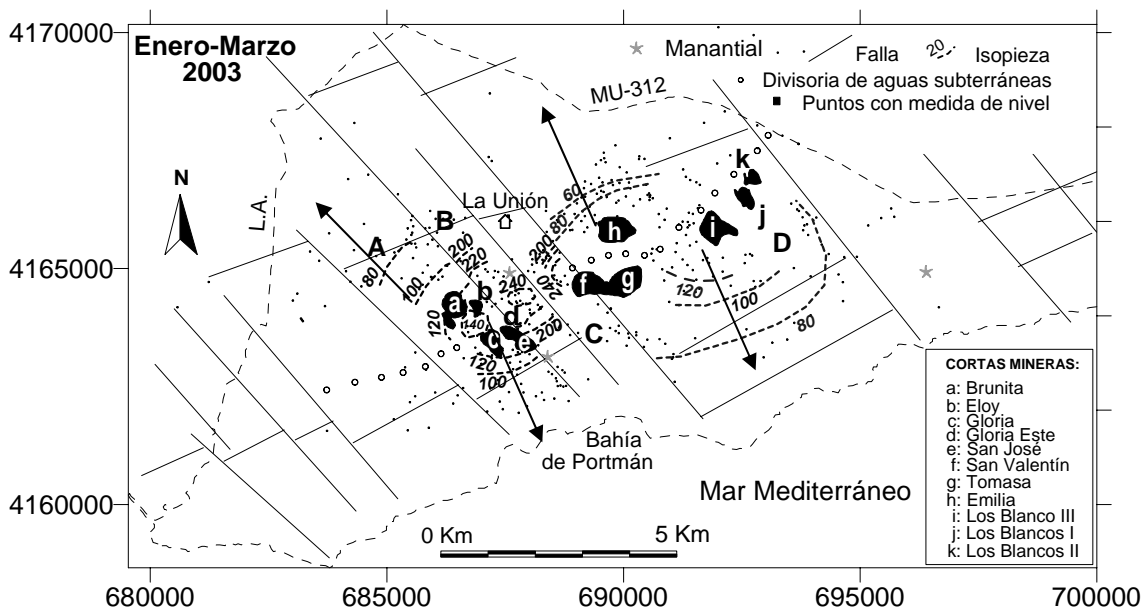 4170000
Enero-Marzo
2003
Manantial
Falla
20
Isopieza
Divisoria de aguas subterráneas
Puntos con medida de nivel
MU-312
N
L.A.
La Unión
k
60
80
h
i
j
D
A
B
200
220
80
100
200
240
240
4165000
a
b
f
g
120
100
80
120
140
d
c
e
200
C
120
100
CORTAS MINERAS:
a: Brunita
b: Eloy
c: Gloria
d: Gloria Este
e: San José
f: San Valentín
g: Tomasa
h: Emilia
i: Los Blanco III
j: Los Blancos I
k: Los Blancos II
Bahía
de Portmán
Mar Mediterráneo
4160000
0 Km
5 Km
680000
685000
690000
695000
700000